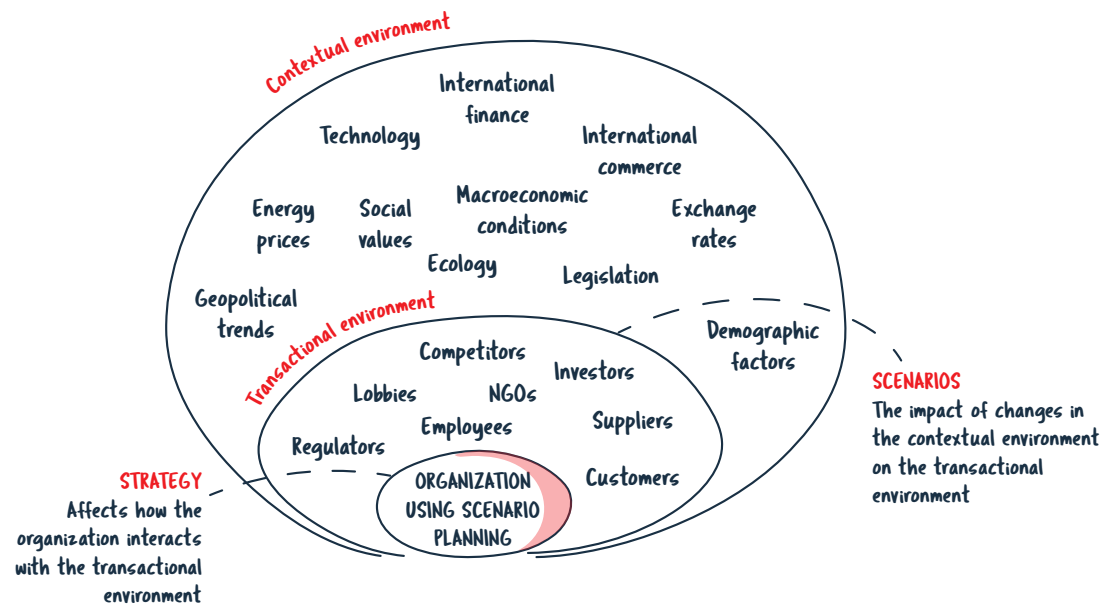 Contextual environment
International
finance
Technology
International
commerce
Macroeconomic
conditions
Energy
prices
Social
values
Exchange
rates
Ecology
Legislation
Geopolitical
trends
Demographic
factors
Transactional environment
Competitors
Investors
Lobbies
NGOs
Employees
Suppliers
Regulators
Customers
ORGANIZATION
USING SCENARIO
PLANNING
SCENARIOS
The impact of changes in
the contextual environment
on the transactional
environment
STRATEGY
Affects how the
organization interacts
with the transactional
environment